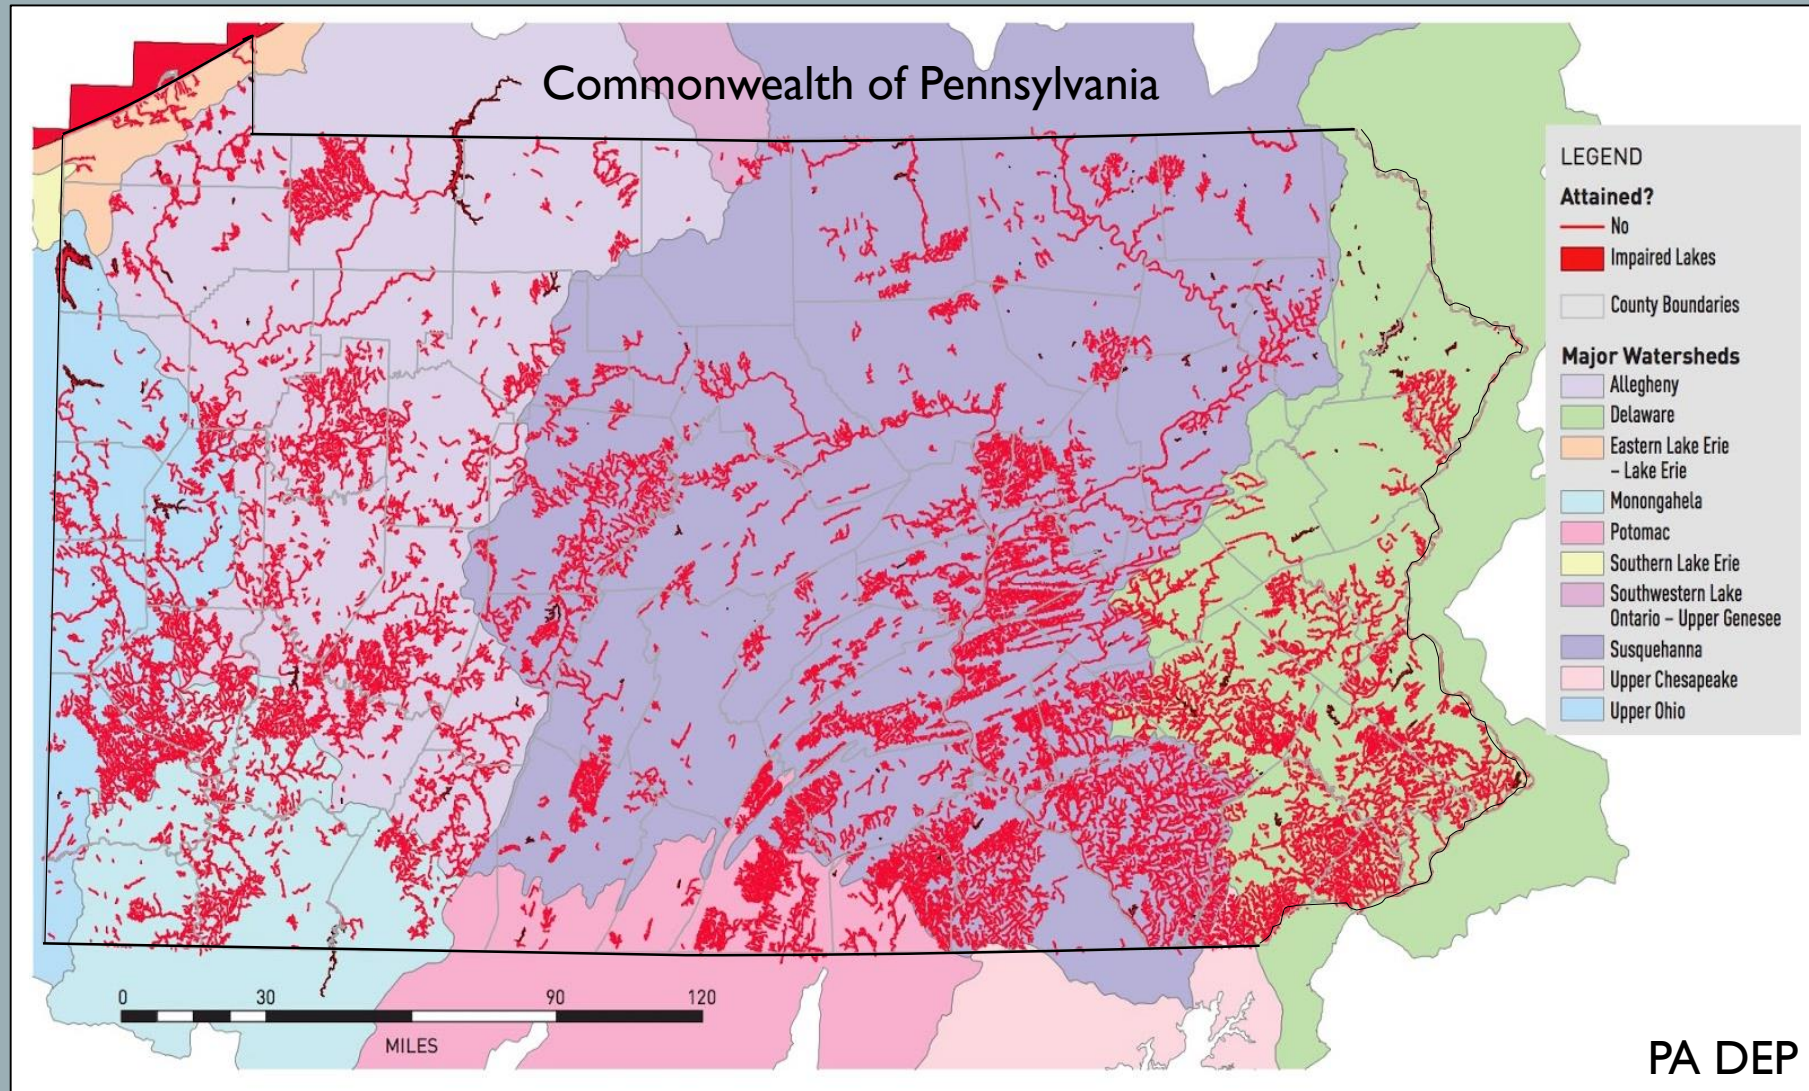 Commonwealth of Pennsylvania
LEGEND
Attained?
No
Impaired Lakes
County Boundaries
Major Watersheds
Allegheny
Delaware
Eastern Lake Erie
– Lake Erie
Monongahela
Potomac
Southern Lake Erie
Southwestern Lake
Ontario – Upper Genesee
Susquehanna
Upper Chesapeake
Upper Ohio
0 30 90 120
MILES
PA DEP